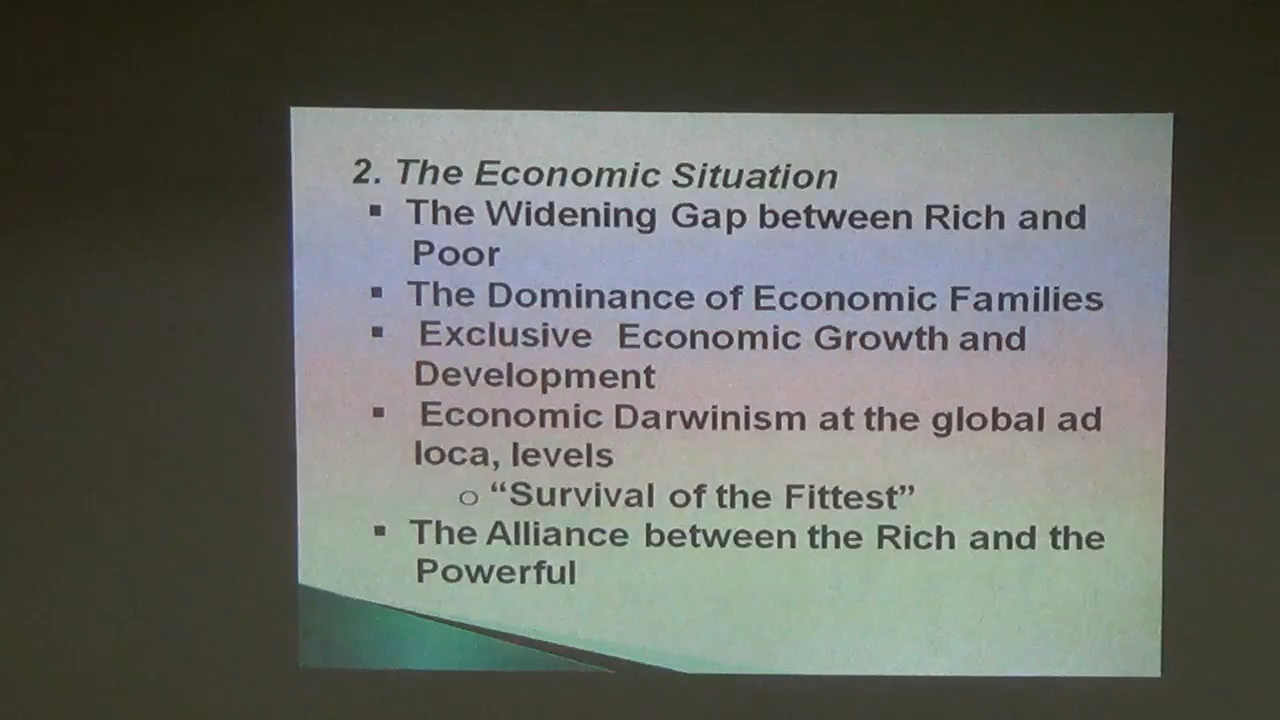 2. The Economic Situation
▪ The Widening Gap between Rich and
Poor
▪ The Dominance of Economic Families
▪ Exclusive Economic Growth and
Development
▪ Economic Darwinism at the global ad
loca, levels
o “Survival of the Fittest”
▪ The Alliance between the Rich and the
Powerful